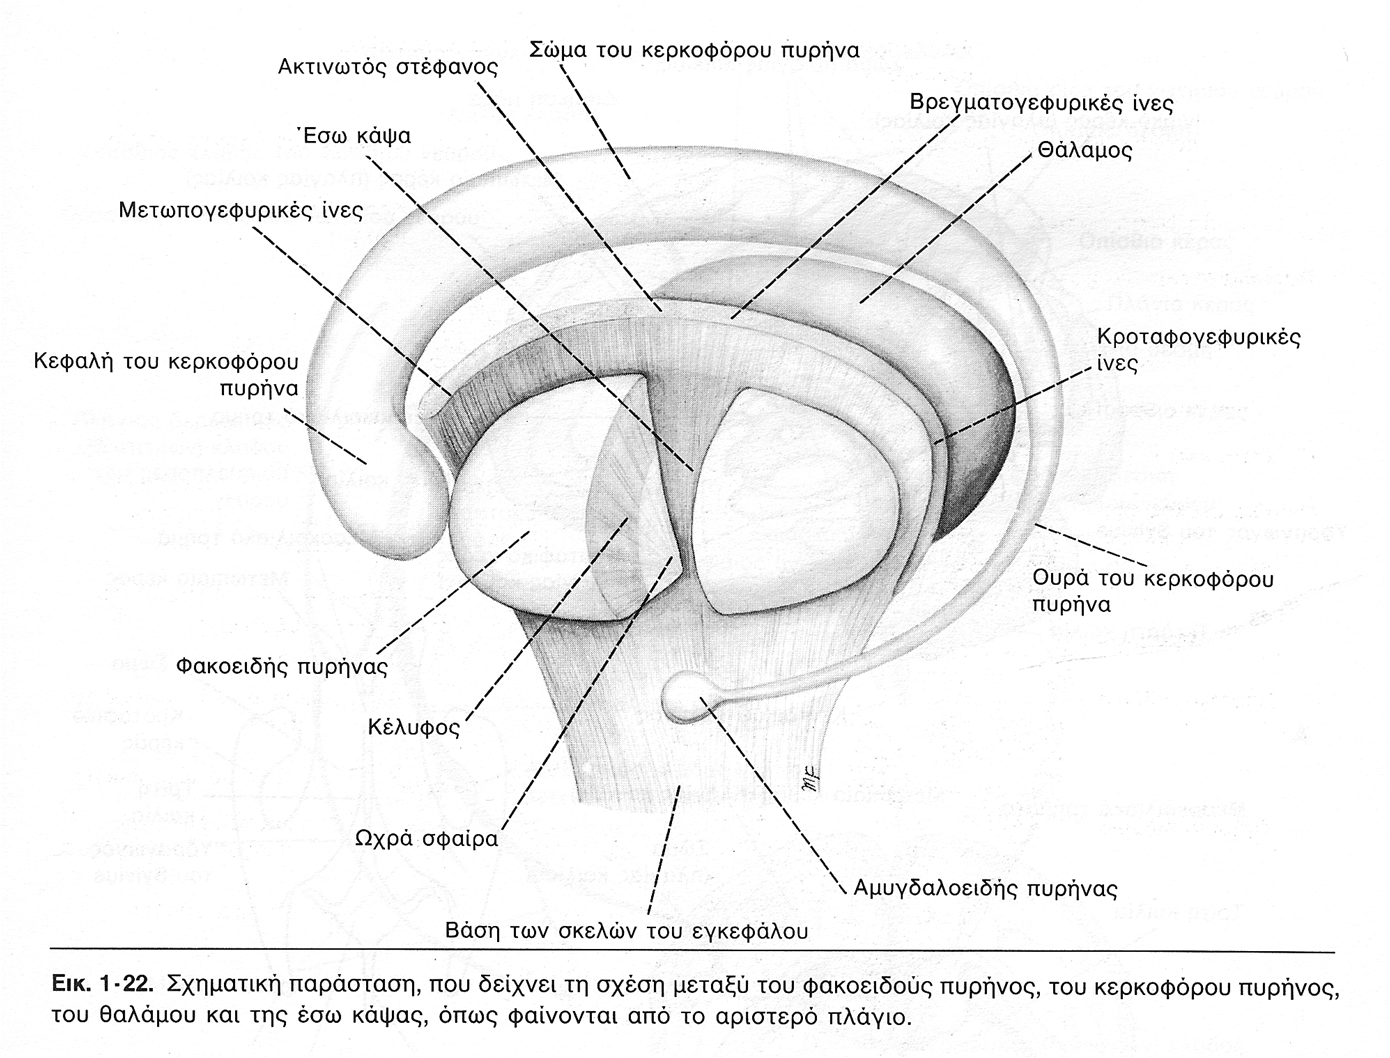 Σώμα του κερκοφόρου πυρήνα
Ακτινωτός στέφανος
Βρεγματογεφυρικές ίνες
Έσω κάψα
Θάλαμος
Μετωπογεφυρικές ίνες
Κροταφογεφυρικές
ίνες
Κεφαλή του κερκοφόρου
πυρήνα
Ουρά του κερκοφόρου
πυρήνα
Φακοειδής πυρήνας
Κέλυφος
Ωχρά σφαίρα
Αμυγδαλοειδής πυρήνας
Βάση των σκελών του εγκεφάλου
MF
Εικ. 1-22. Σχηματική παράσταση, που δείχνει τη σχέση μεταξύ του φακοειδούς πυρήνος, του κερκοφόρου πυρήνος,
του θαλάμου και της έσω κάψας, όπως φαίνονται από το αριστερό πλάγιο.